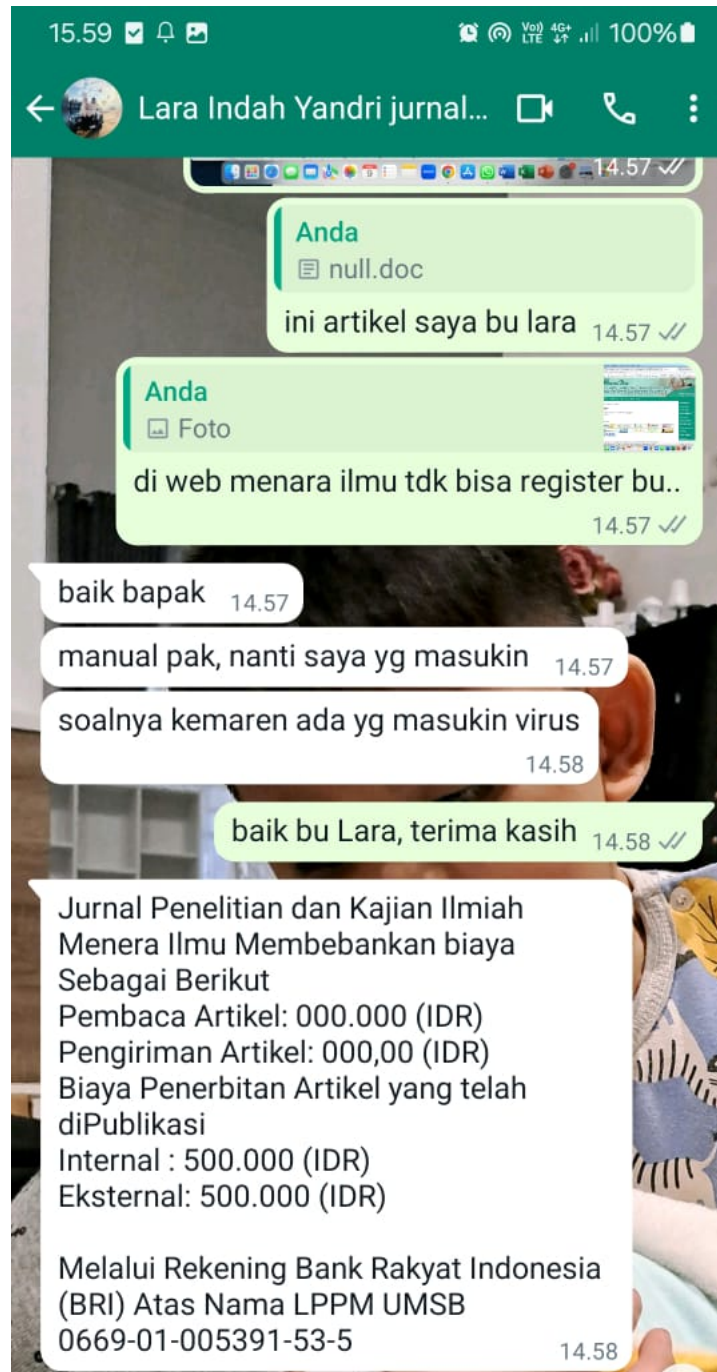 15.59 100%
Lara Indah Yandri jurnal...
14.57
Anda
null.doc
ini artikel saya bu lara 14.57
Anda
Foto
di web menara ilmu tdk bisa register bu..
14.57
baik bapak 14.57
manual pak, nanti saya yg masukin 14.57
soalnya kemaren ada yg masukin virus
14.58
baik bu Lara, terima kasih 14.58
Jurnal Penelitian dan Kajian Ilmiah
Menera Ilmu Membebankan biaya
Sebagai Berikut
Pembaca Artikel: 000.000 (IDR)
Pengiriman Artikel: 000,00 (IDR)
Biaya Penerbitan Artikel yang telah
diPublikasi
Internal : 500.000 (IDR)
Eksternal: 500.000 (IDR)
Melalui Rekening Bank Rakyat Indonesia
(BRI) Atas Nama LPPM UMSB
0669-01-005391-53-5 14.58